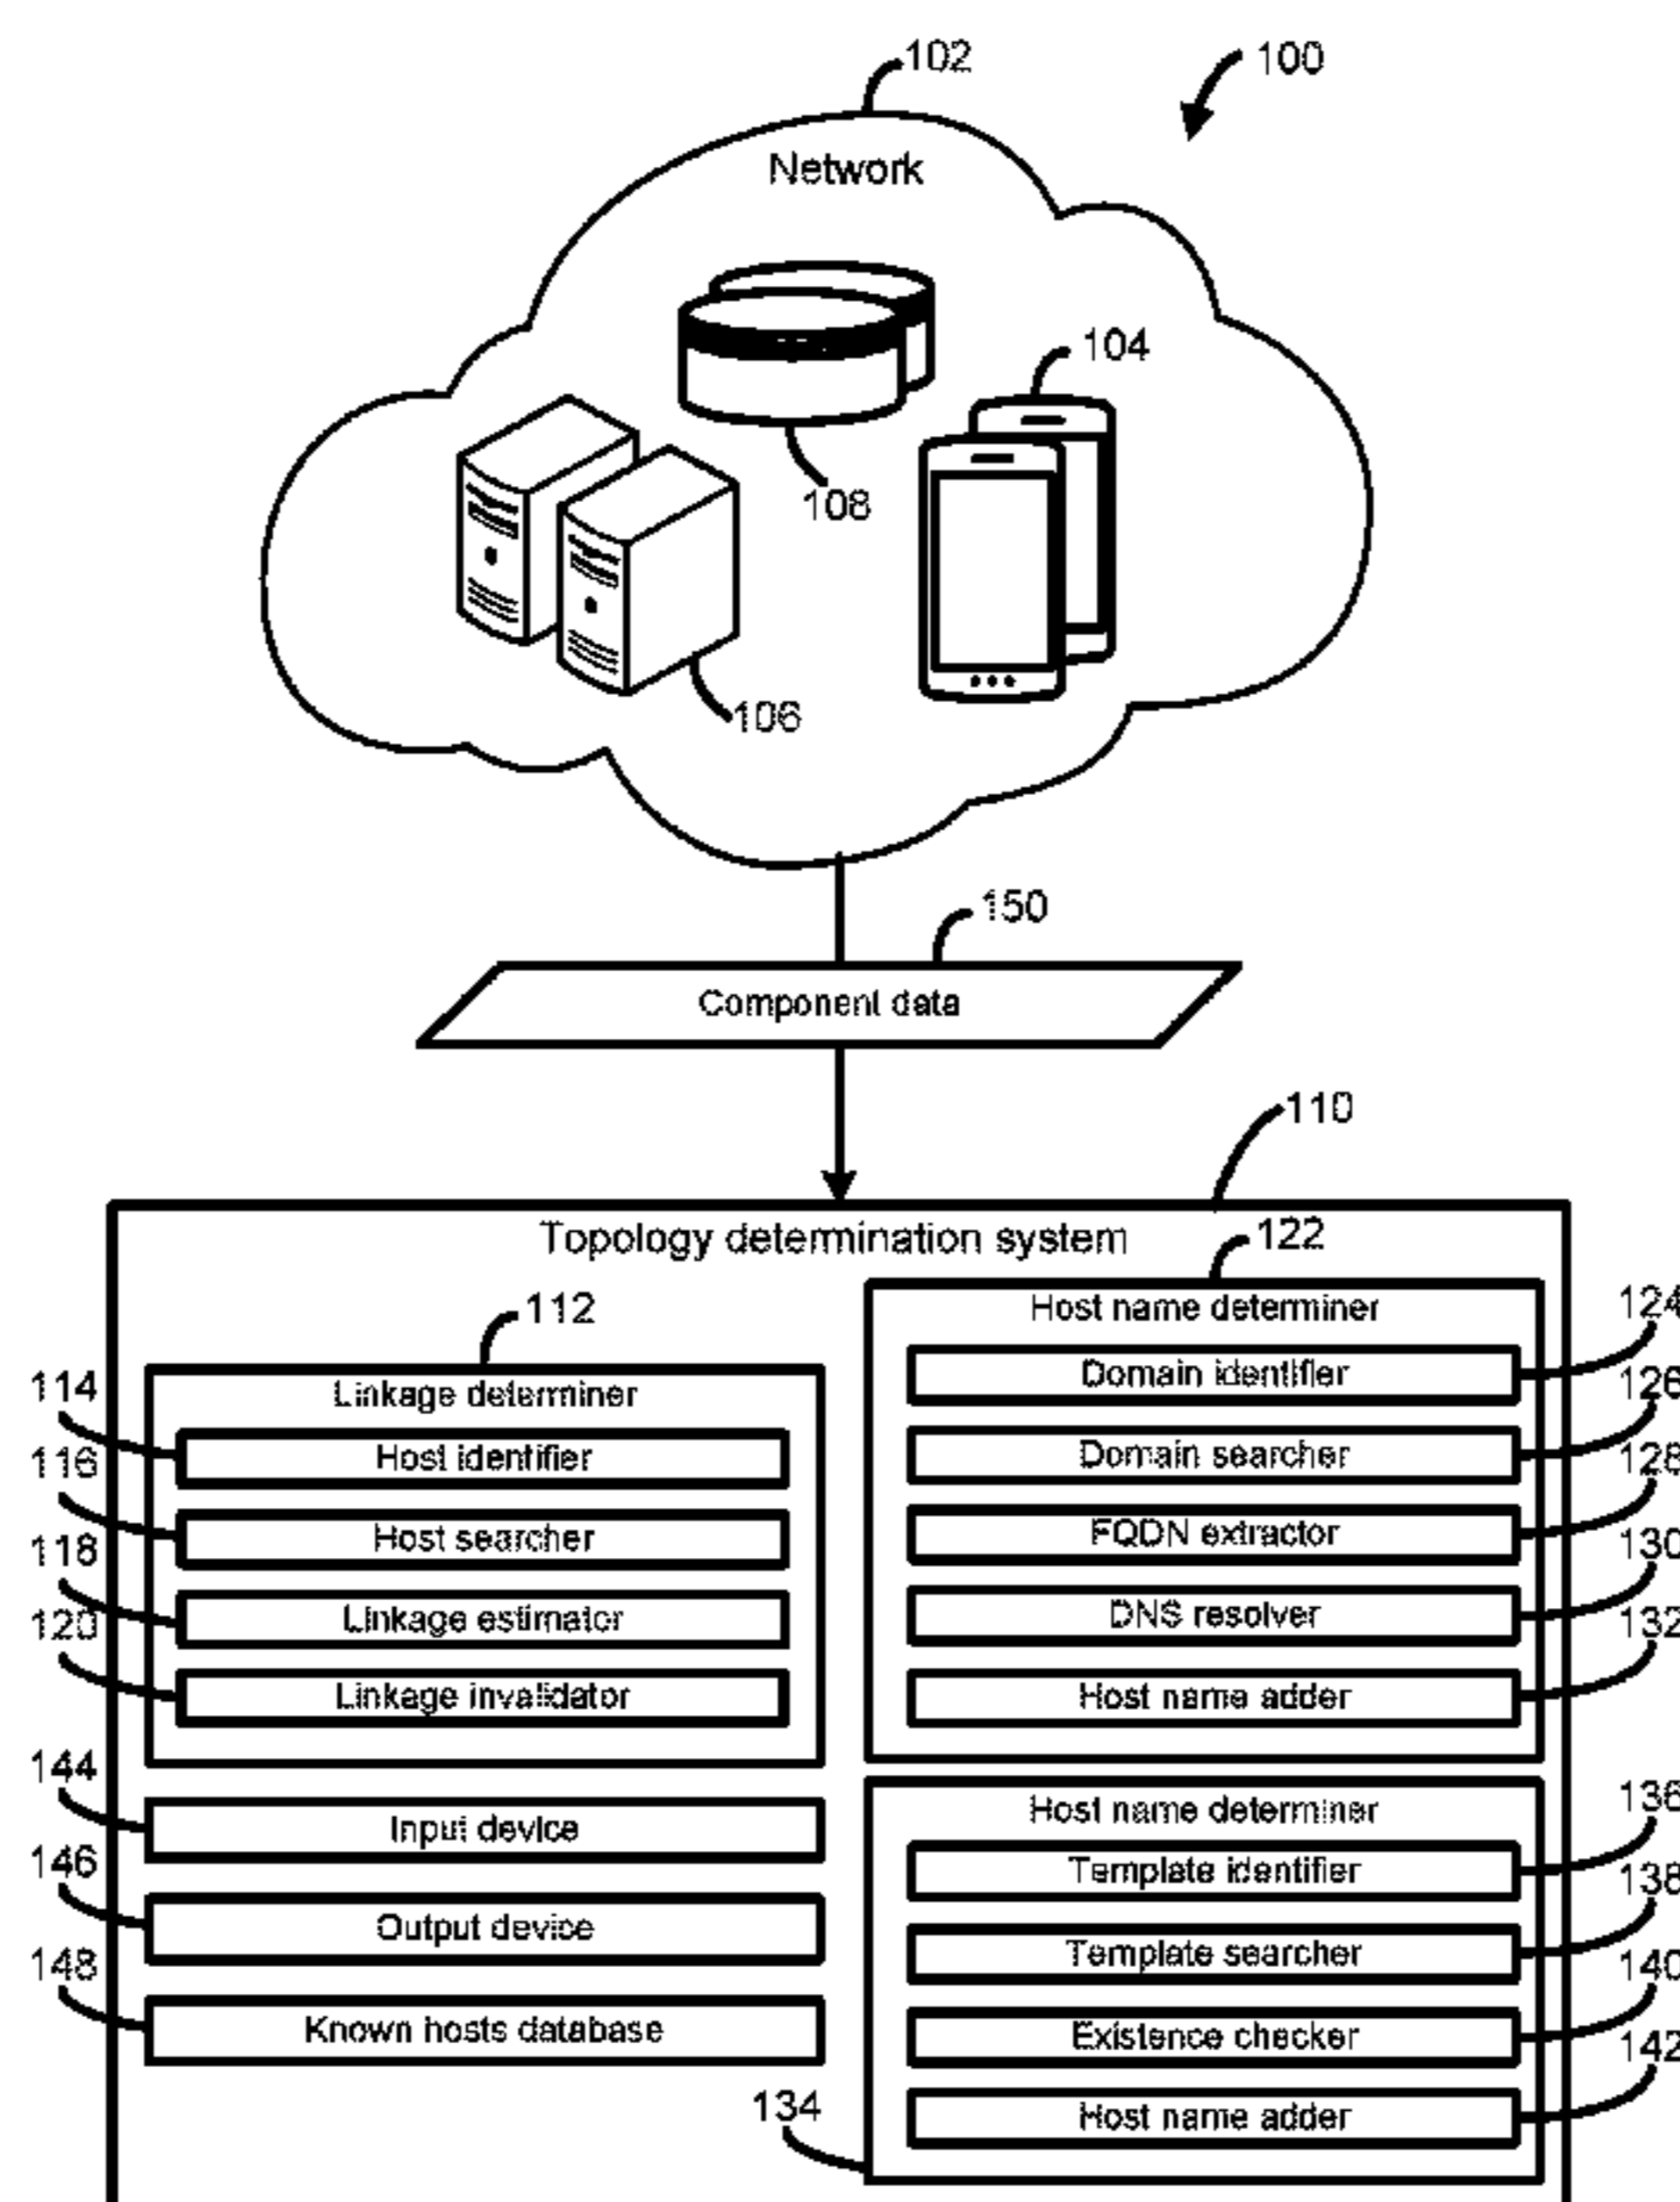 102
100
Network
104
108
106
150
Component data
110
Topology determination system
122
112
Host name determiner
124
114
Linkage determiner
Domain identifier
126
116
Host identifier
Domain searcher
128
118
Host searcher
FQDN extractor
130
120
Linkage estimator
DNS resolver
132
Linkage invalidator
Host name adder
144
Input device
Host name determiner
136
146
Output device
Template identifier
138
148
Known hosts database
Template searcher
140
Existence checker
142
134
Host name adder